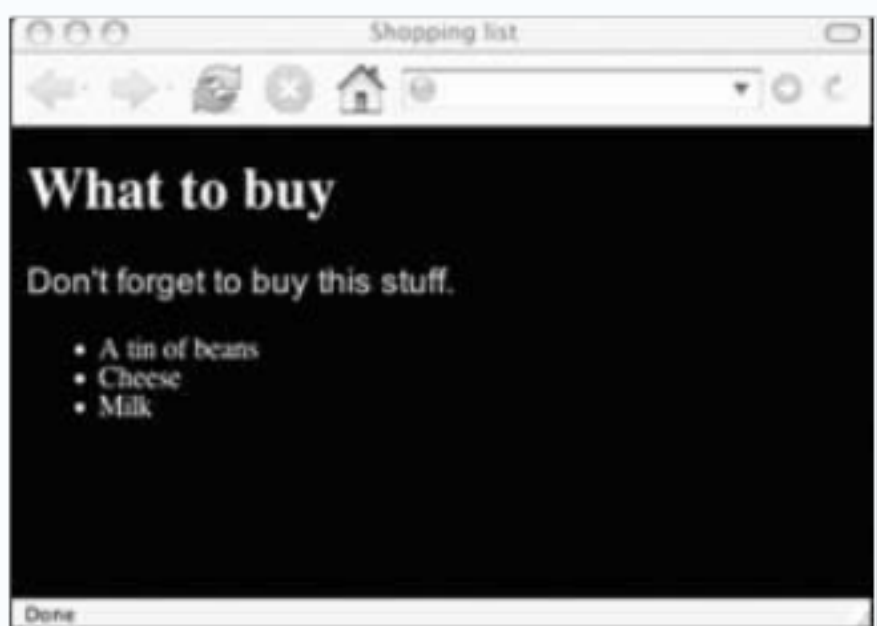 Shopping list
What to buy
Don't forget to buy this stuff.
A tin of beans
Cheese
Milk
Done